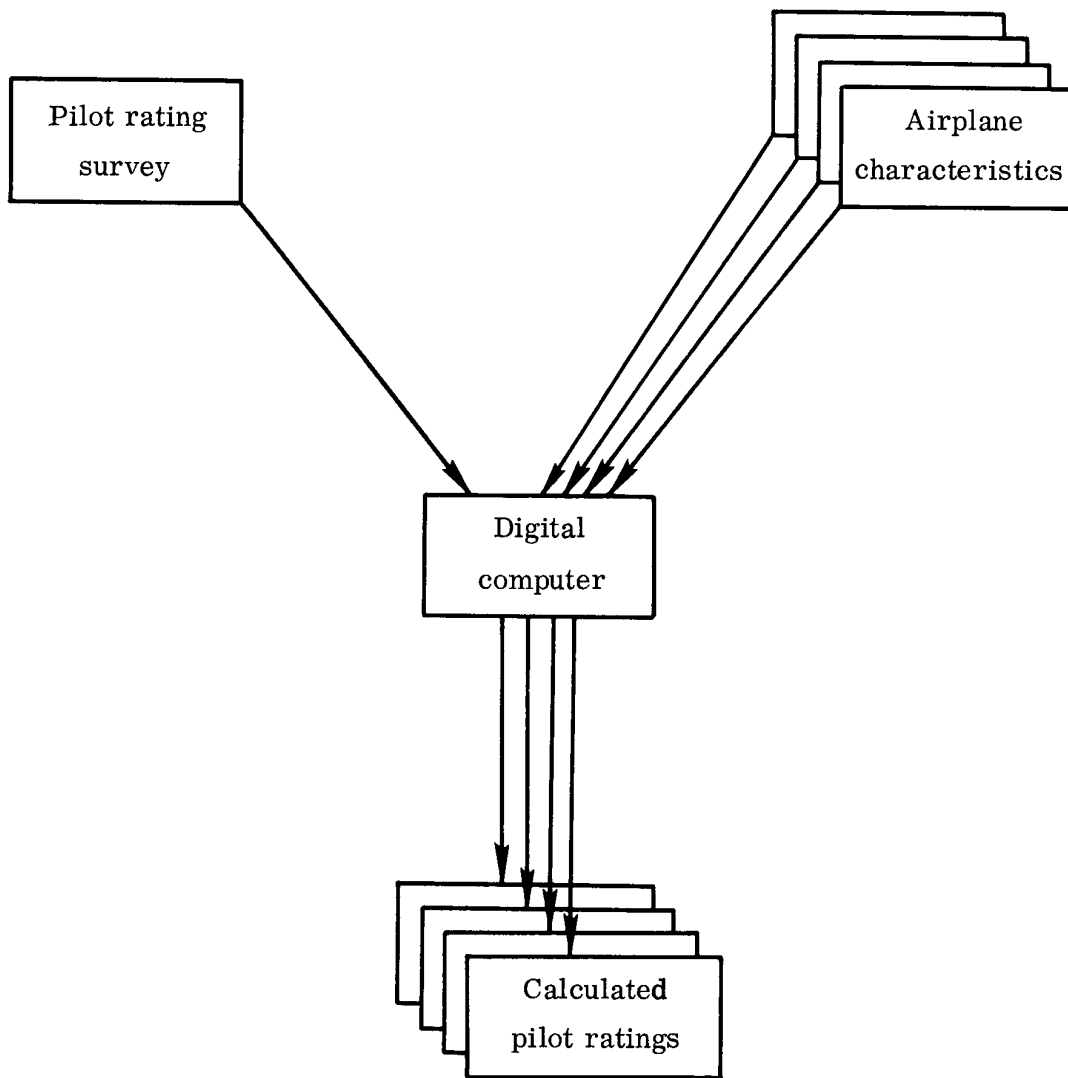 Pilot rating
survey
Airplane
characteristics
Digital
computer
Calculated
pilot ratings